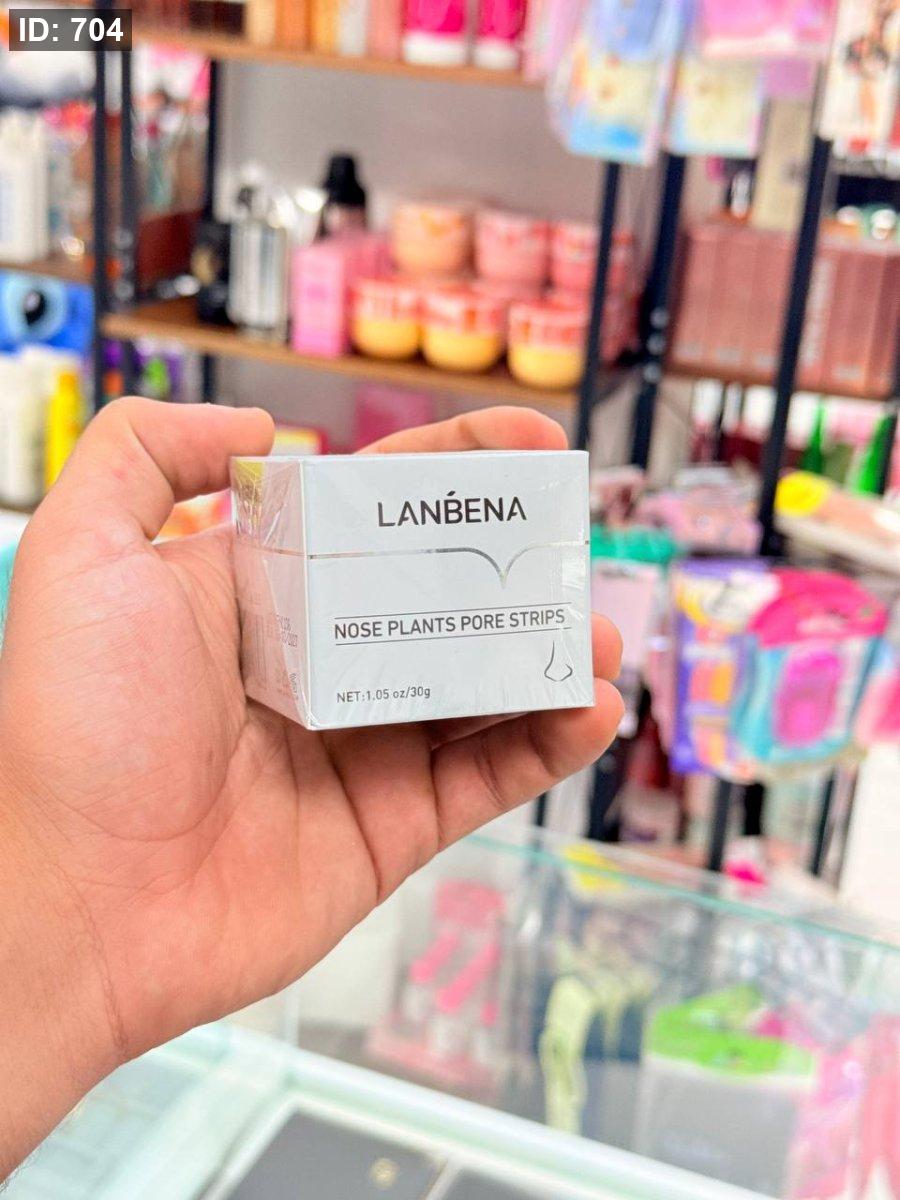 ID: 704
LANBENA
NOSE PLANTS PORE STRIPS
NET:1.05 oz/30g